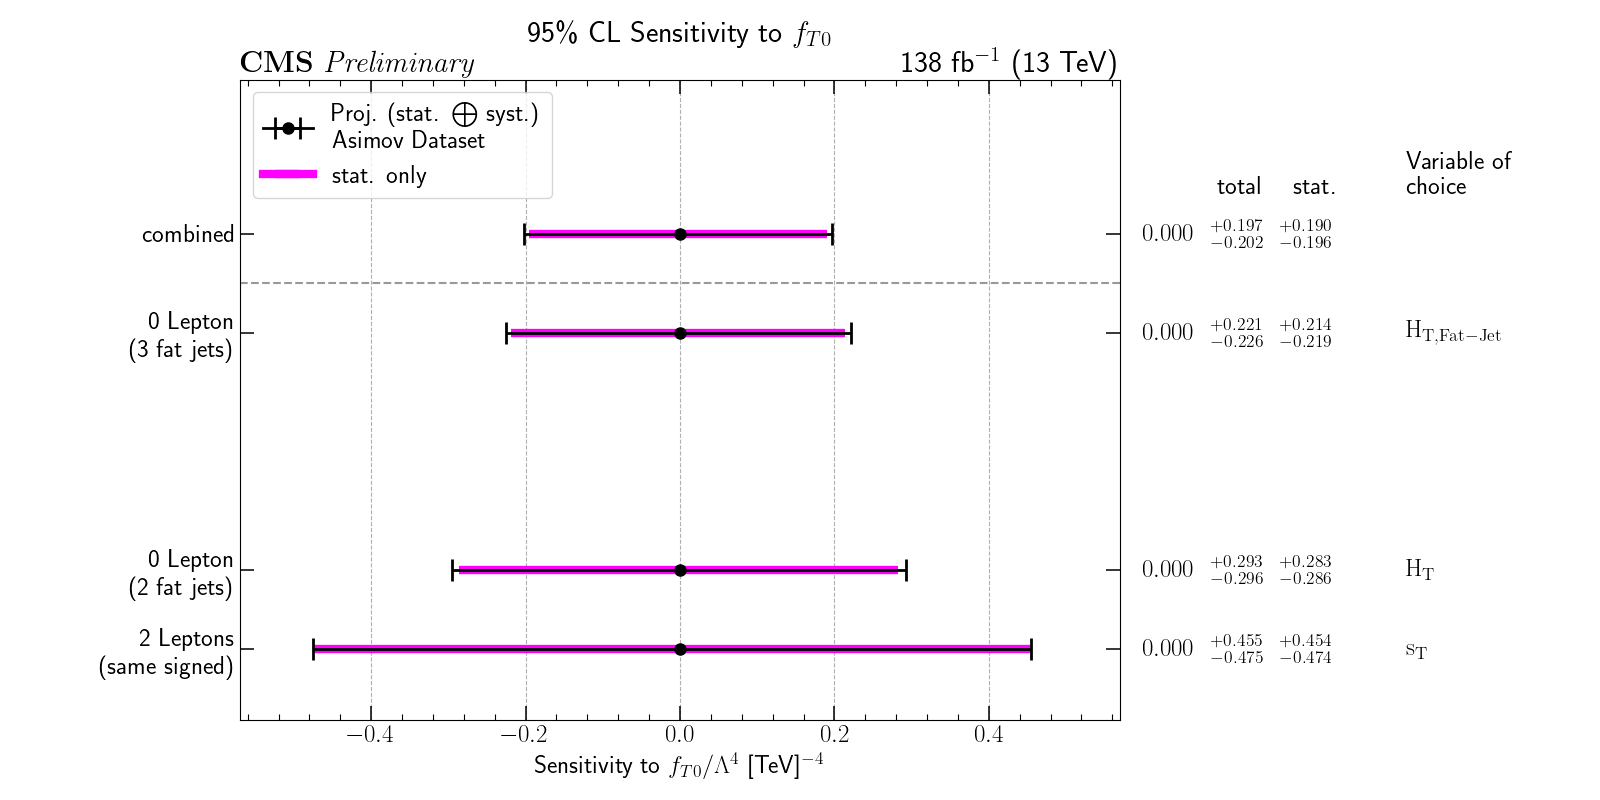 95% CL Sensitivity to f_{T0}
CMS Preliminary
138 fb^{-1} (13 TeV)
Proj. (stat. ⨁ syst.)
Asimov Dataset
stat. only
total stat.
Variable of
choice
combined
0.000 +0.197 -0.202 +0.190 -0.196
0 Lepton
(3 fat jets)
0.000 +0.221 -0.226 +0.214 -0.219
H_{T,Fat-Jet}
0 Lepton
(2 fat jets)
0.000 +0.293 -0.296 +0.283 -0.286
H_T
2 Leptons
(same signed)
0.000 +0.455 -0.475 +0.454 -0.474
s_T
−0.4 −0.2 0.0 0.2 0.4
Sensitivity to f_{T0}/Λ^4 [TeV]^{-4}